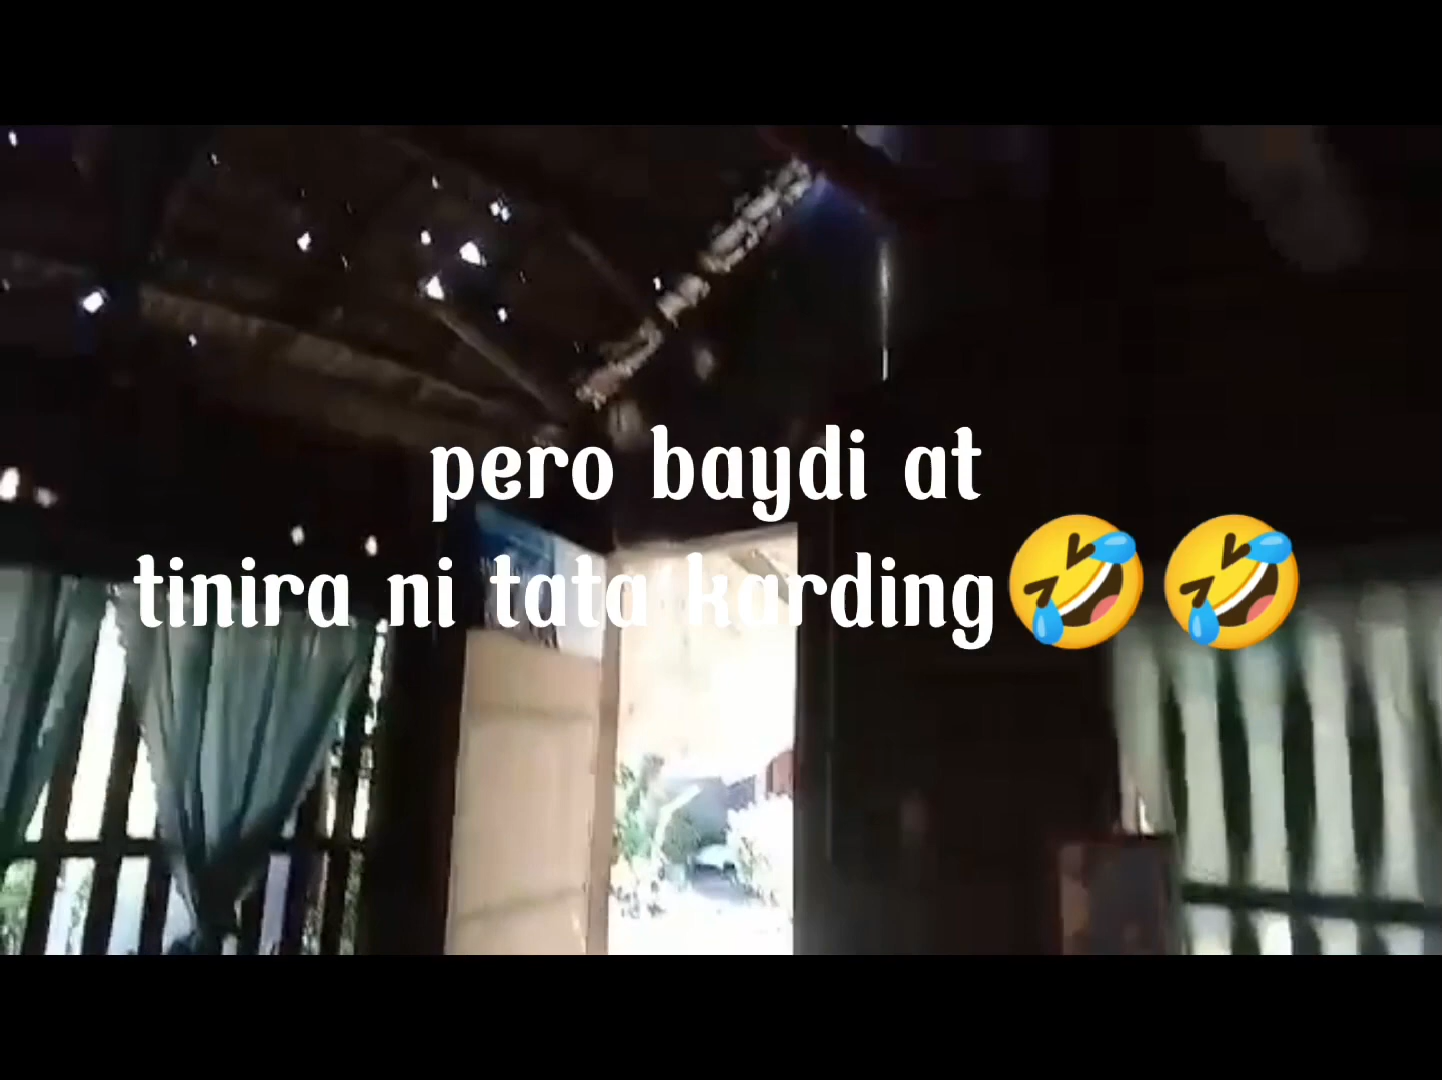 pero baydi at
tinira ni tata karding🤣🤣